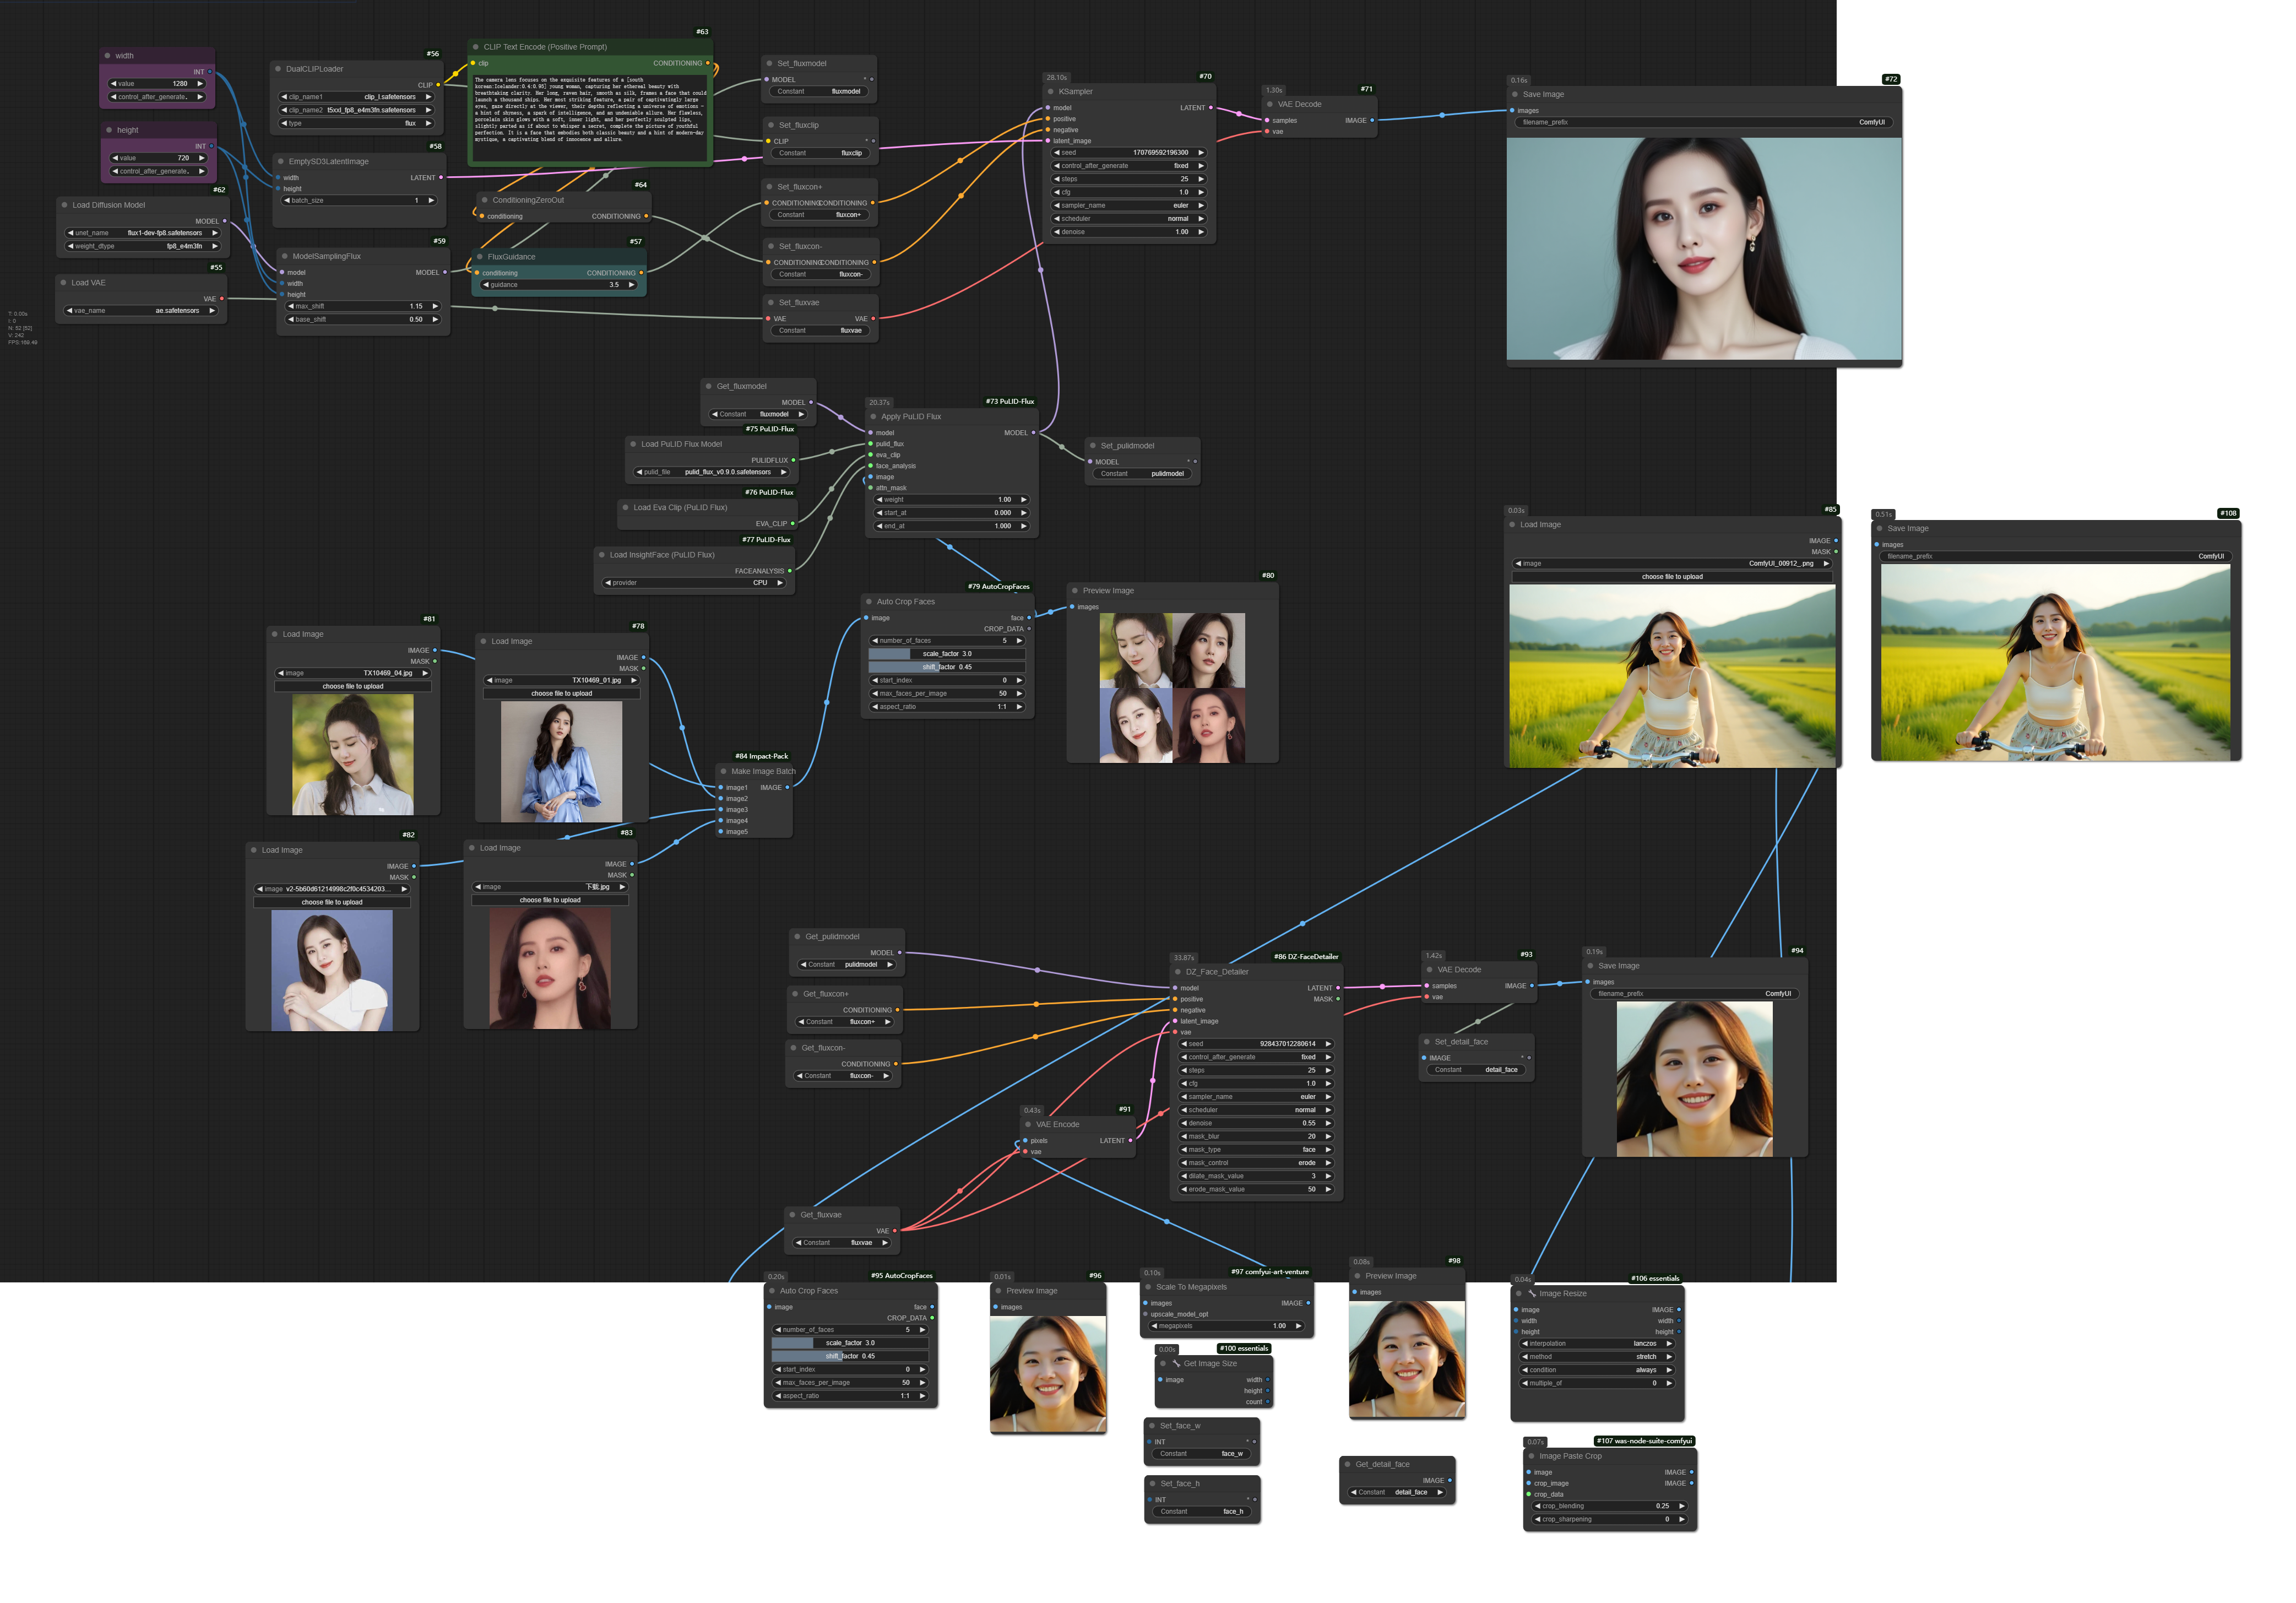 width
INT
value 1280
control_after_generate.
height
INT
value 720
control_after_generate.
#62
Load Diffusion Model
MODEL
unet_name flux1-dev-fp8.safetensors
weight_dtype fp8_e4m3fn
#55
Load VAE
VAE
vae_name ae.safetensors
T: 0.00s
I: 0
N: 52 [52]
V: 242
#56
DualCLIPLoader
CLIP
clip_name1 clip_l.safetensors
clip_name2 t5xxl_fp8_e4m3fn.safetensors
type flux
#58
EmptySD3LatentImage
width LATENT
height
batch_size 1
#59
ModelSamplingFlux
model MODEL
width
height
max_shift 1.15
base_shift 0.50
#63
CLIP Text Encode (Positive Prompt)
clip CONDITIONING
The camera lens focuses on the exquisite features of a [south
korean:Icelander:0.4:0.95] young woman, capturing her ethereal beauty with
breathtaking clarity. Her long, raven hair, smooth as silk, frames a face that could
launch a thousand ships. Her most striking feature, a pair of captivatingly large
eyes, gaze directly at the viewer, their depths reflecting a universe of emotions -
a hint of shyness, a spark of intelligence, and an undeniable allure. Her flawless,
porcelain skin glows with a soft, inner light, and her perfectly sculpted lips,
slightly parted as if about to whisper a secret, complete the picture of youthful
perfection. It is a face that embodies both classic beauty and a hint of modern-day
mystique, a captivating blend of innocence and allure.
#64
ConditioningZeroOut
conditioning CONDITIONING
#57
FluxGuidance
conditioning CONDITIONING
guidance 3.5
Set_fluxmodel
MODEL *
Constant fluxmodel
Set_fluxclip
CLIP *
Constant fluxclip
Set_fluxcon+
CONDITIONING CONDITIONING
Constant fluxcon+
Set_fluxcon-
CONDITIONING CONDITIONING
Constant fluxcon-
Set_fluxvae
VAE VAE
Constant fluxvae
28.10s #70
KSampler
model LATENT
positive
negative
latent_image
seed 170769592196300
control_after_generate fixed
steps 25
cfg 1.0
sampler_name euler
scheduler normal
denoise 1.00
1.30s #71
VAE Decode
samples IMAGE
vae
0.16s #72
Save Image
images
filename_prefix ComfyUI
Get_fluxmodel
MODEL
Constant fluxmodel
#75 PuLID-Flux
Load PuLID Flux Model
PULIDFLUX
pulid_file pulid_flux_v0.9.0.safetensors
#76 PuLID-Flux
Load Eva Clip (PuLID Flux)
EVA_CLIP
#77 PuLID-Flux
Load InsightFace (PuLID Flux)
FACEANALYSIS
provider CPU
20.37s #73 PuLID-Flux
Apply PuLID Flux
model MODEL
pulid_flux
eva_clip
face_analysis
image
attn_mask
weight 1.00
start_at 0.000
end_at 1.000
Set_pulidmodel
MODEL *
Constant pulidmodel
#79 AutoCropFaces
Auto Crop Faces
image face
CROP_DATA
number_of_faces 5
scale_factor 3.0
shift_factor 0.45
start_index 0
max_faces_per_image 50
aspect_ratio 1:1
#80
Preview Image
images
0.03s #85
Load Image
IMAGE
MASK
image ComfyUI_00912_.png
choose file to upload
0.51s #108
Save Image
images
filename_prefix ComfyUI
#81
Load Image
IMAGE
MASK
image TX10469_04.jpg
choose file to upload
#78
Load Image
IMAGE
MASK
image TX10469_01.jpg
choose file to upload
#84 Impact-Pack
Make Image Batch
image1 IMAGE
image2
image3
image4
image5
#82
Load Image
IMAGE
MASK
image v2-5b60d61214998c2f0c4534203...
choose file to upload
#83
Load Image
IMAGE
MASK
image 下载.jpg
choose file to upload
Get_pulidmodel
MODEL
Constant pulidmodel
Get_fluxcon+
CONDITIONING
Constant fluxcon+
Get_fluxcon-
CONDITIONING
Constant fluxcon-
33.87s #86 DZ-FaceDetailer
DZ_Face_Detailer
model LATENT
positive MASK
negative
latent_image
vae
seed 928437012280614
control_after_generate fixed
steps 25
cfg 1.0
sampler_name euler
scheduler normal
denoise 0.55
mask_blur 20
mask_type face
mask_control erode
dilate_mask_value 3
erode_mask_value 50
1.42s #93
VAE Decode
samples IMAGE
vae
Set_detail_face
IMAGE *
Constant detail_face
0.19s #94
Save Image
images
filename_prefix ComfyUI
0.43s #91
VAE Encode
pixels LATENT
vae
Get_fluxvae
VAE
Constant fluxvae
0.20s #95 AutoCropFaces
Auto Crop Faces
image face
CROP_DATA
number_of_faces 5
scale_factor 3.0
shift_factor 0.45
start_index 0
max_faces_per_image 50
aspect_ratio 1:1
0.01s #96
Preview Image
images
0.10s #97 comfyui-art-venture
Scale To Megapixels
images IMAGE
upscale_model_opt
megapixels 1.00
0.00s #100 essentials
Get Image Size
image width
height
count
Set_face_w
INT *
Constant face_w
Set_face_h
INT *
Constant face_h
0.08s #98
Preview Image
images
Get_detail_face
IMAGE
Constant detail_face
0.04s #106 essentials
Image Resize
image IMAGE
width width
height height
interpolation lanczos
method stretch
condition always
multiple_of 0
0.07s #107 was-node-suite-comfyui
Image Paste Crop
image IMAGE
crop_image IMAGE
crop_data
crop_blending 0.25
crop_sharpening 0